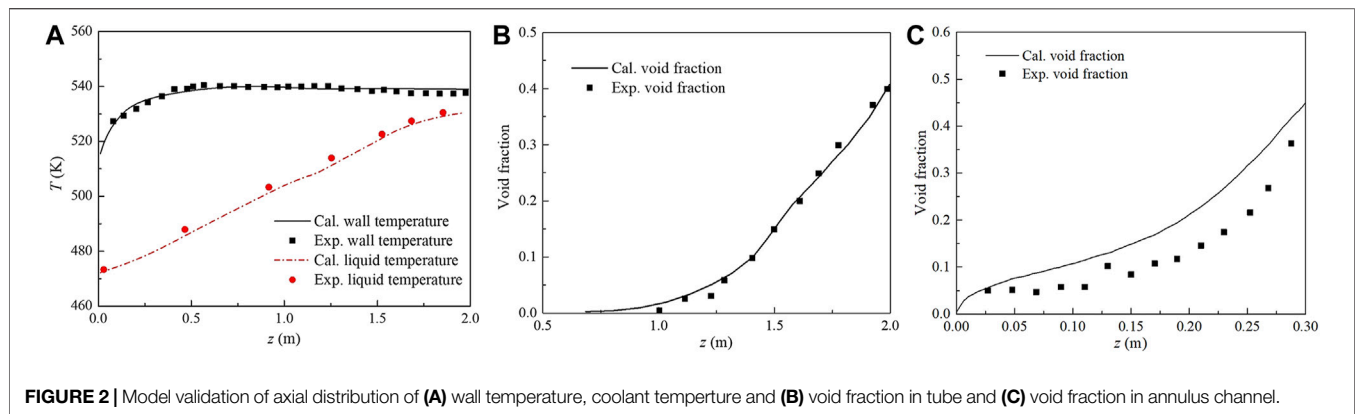 A
560
540
520
500
480
460
T (K)
Cal. wall temperature
Exp. wall temperature
Cal. liquid temperature
Exp. liquid temperature
0.0 0.5 1.0 1.5 2.0
z (m)
B
0.5
0.4
0.3
0.2
0.1
0.0
Void fraction
Cal. void fraction
Exp. void fraction
0.5 1.0 1.5 2.0
z (m)
C
0.6
0.5
0.4
0.3
0.2
0.1
0.0
Void fraction
Cal. void fraction
Exp. void fraction
0.00 0.05 0.10 0.15 0.20 0.25 0.30
z (m)
FIGURE 2 | Model validation of axial distribution of (A) wall temperature, coolant temperture and (B) void fraction in tube and (C) void fraction in annulus channel.